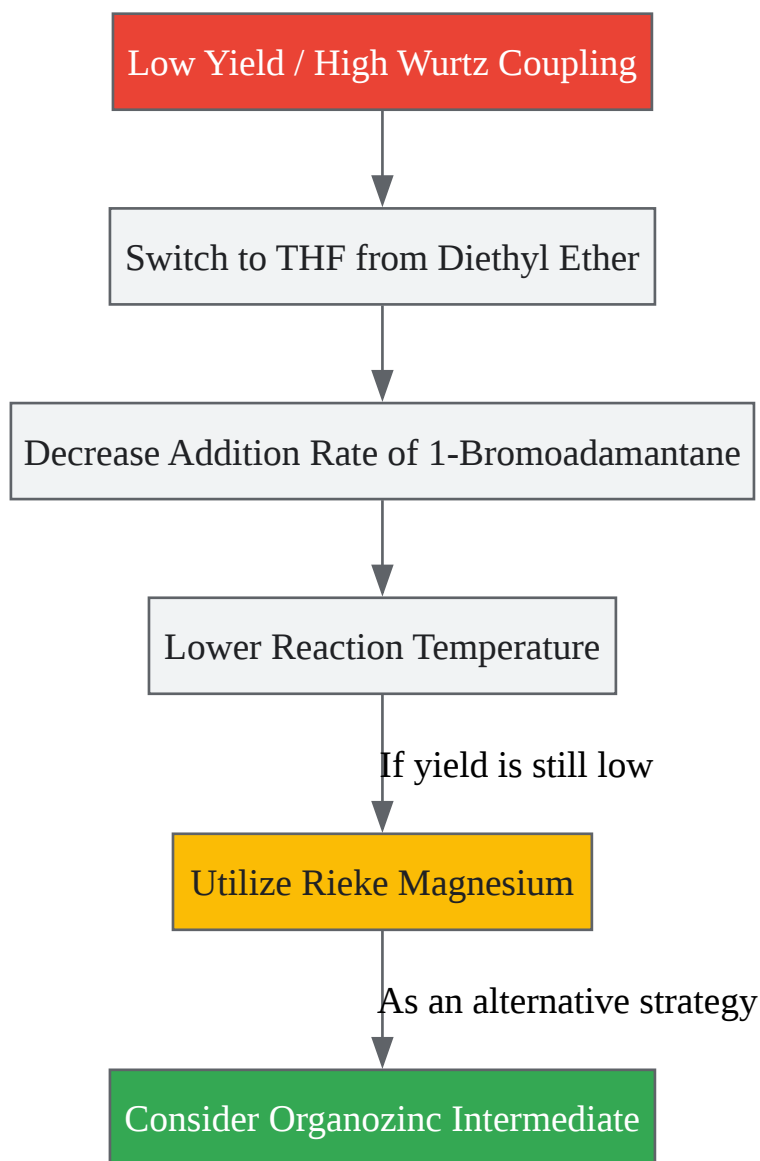 Low Yield / High Wurtz Coupling
Switch to THF from Diethyl Ether
Decrease Addition Rate of 1-Bromoadamantane
Lower Reaction Temperature
If yield is still low
Utilize Rieke Magnesium
As an alternative strategy
Consider Organozinc Intermediate